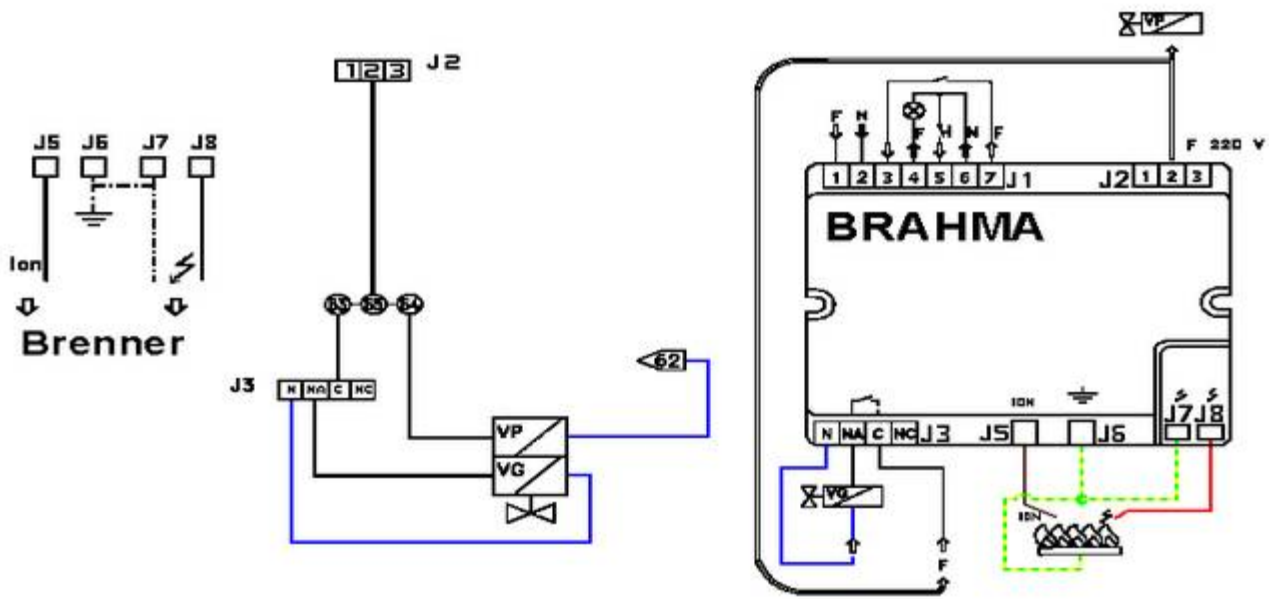 J5 J6 J7 J8
Ion
Brenner
1 2 3 J2
63 65 64
J3 N NA C NC
62
VP
VG
VP
F 220 V
F N F H N F
1 2 3 4 5 6 7 J1
J2 1 2 3
BRAHMA
ION
J7 J8
N NA C NC J3 J5 J6
VG
ION
F